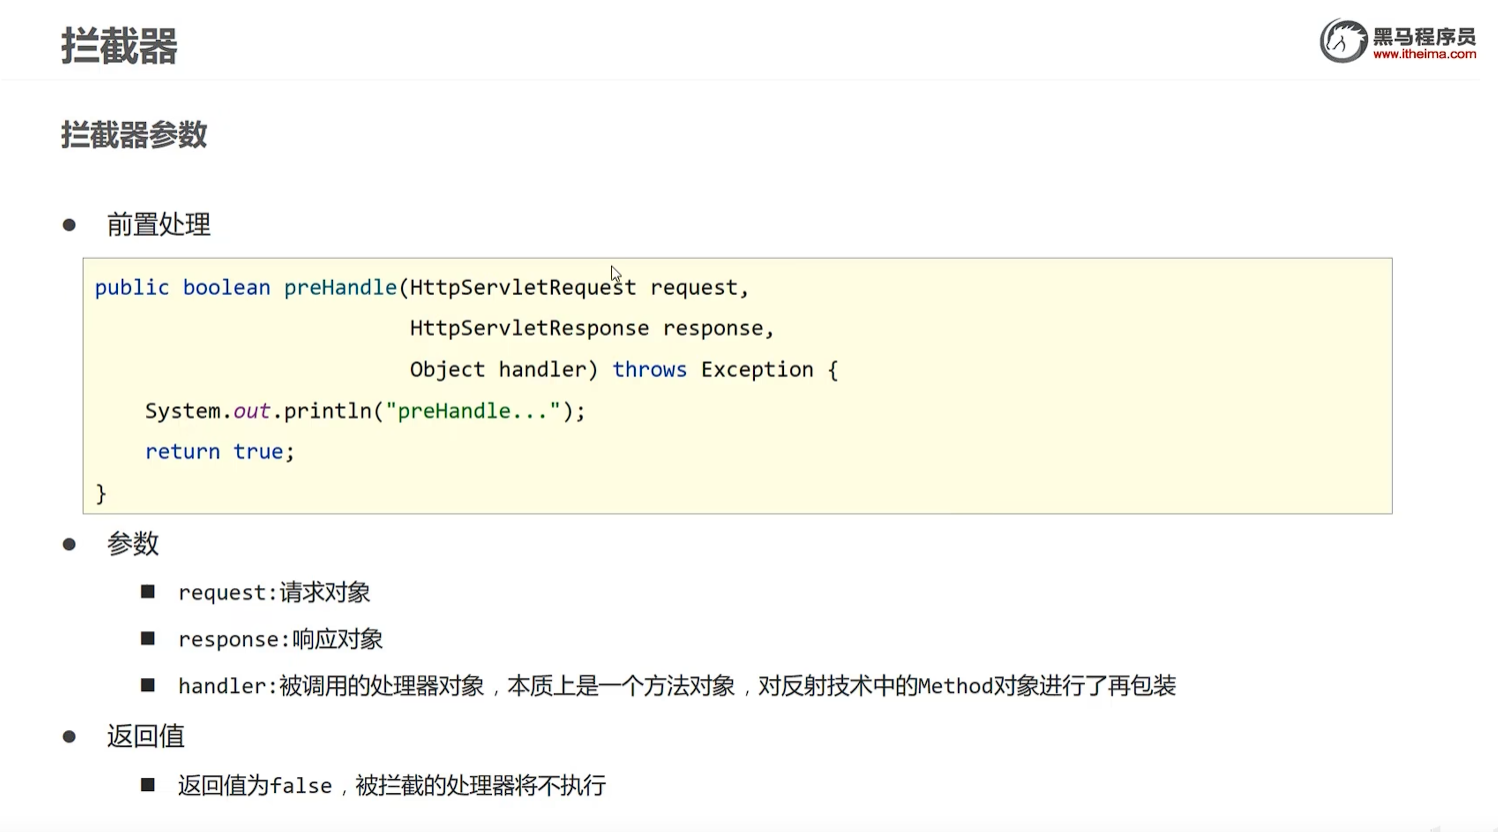 拦截器
黑马程序员
www.itheima.com
拦截器参数
● 前置处理
public boolean preHandle(HttpServletRequest request,
HttpServletResponse response,
Object handler) throws Exception {
System.out.println("preHandle...");
return true;
}
● 参数
■ request:请求对象
■ response:响应对象
■ handler:被调用的处理器对象，本质上是一个方法对象，对反射技术中的Method对象进行了再包装
● 返回值
■ 返回值为false，被拦截的处理器将不执行